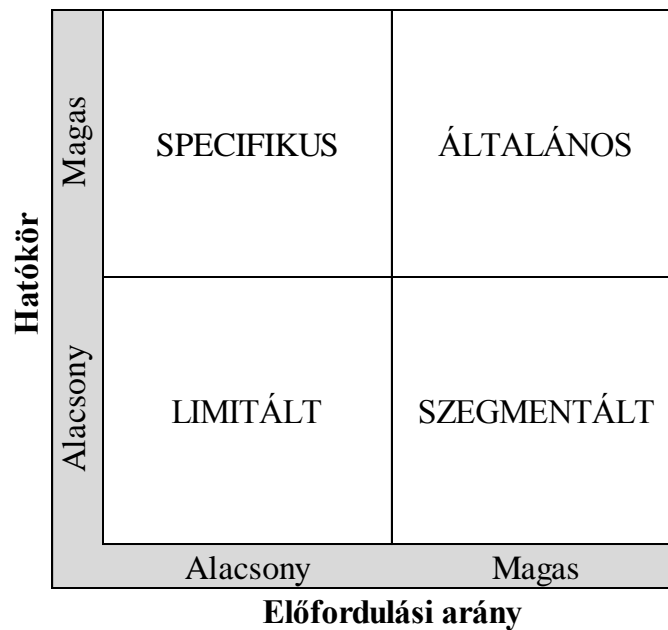 Hatókör
Magas
SPECIFIKUS
ÁLTALÁNOS
Alacsony
LIMITÁLT
SZEGMENTÁLT
Alacsony
Magas
Előfordulási arány